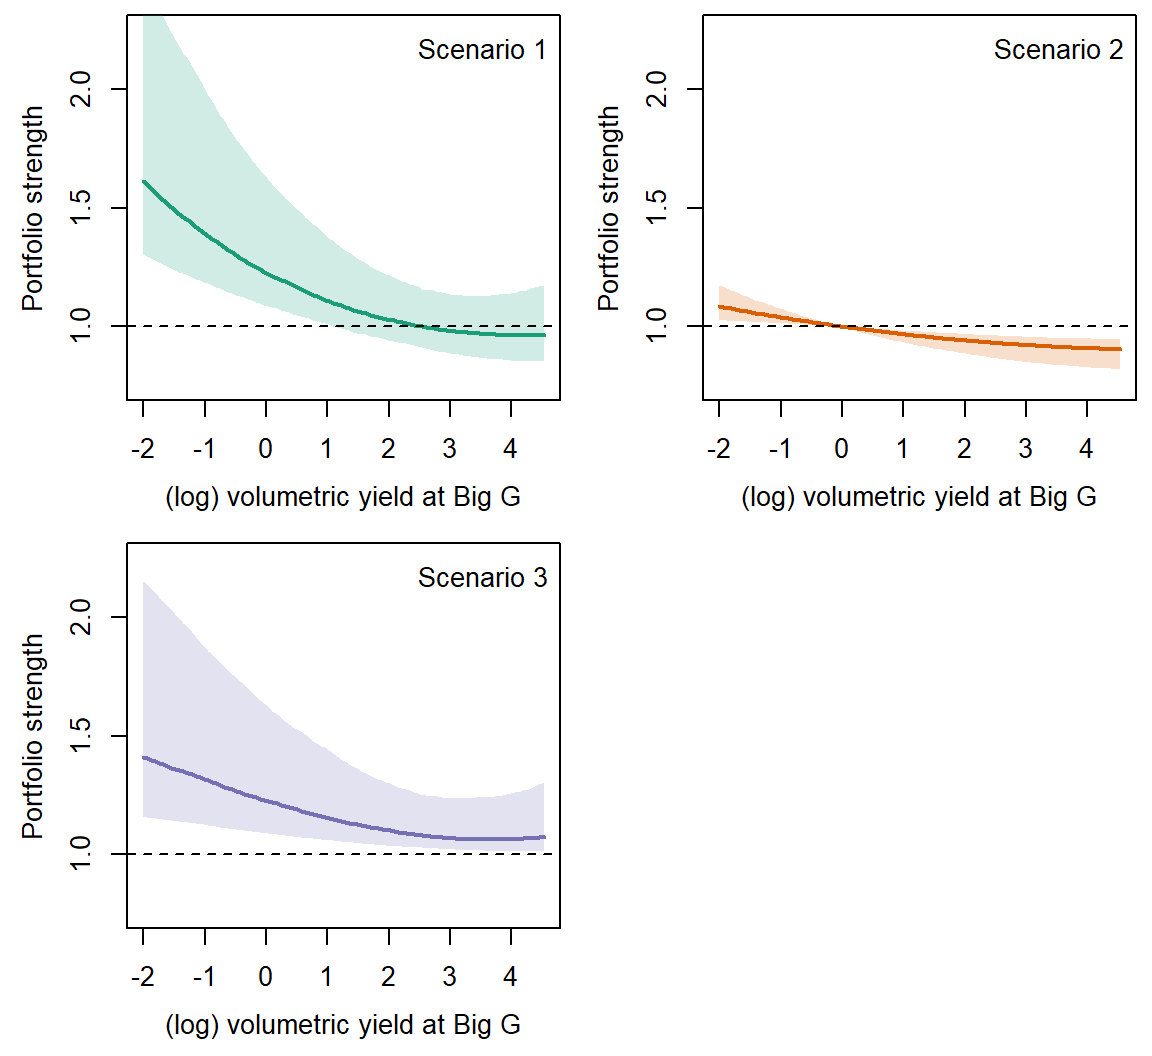 Scenario 1
Portfolio strength
2.0
1.5
1.0
-2 -1 0 1 2 3 4
(log) volumetric yield at Big G
Scenario 2
Portfolio strength
2.0
1.5
1.0
-2 -1 0 1 2 3 4
(log) volumetric yield at Big G
Scenario 3
Portfolio strength
2.0
1.5
1.0
-2 -1 0 1 2 3 4
(log) volumetric yield at Big G